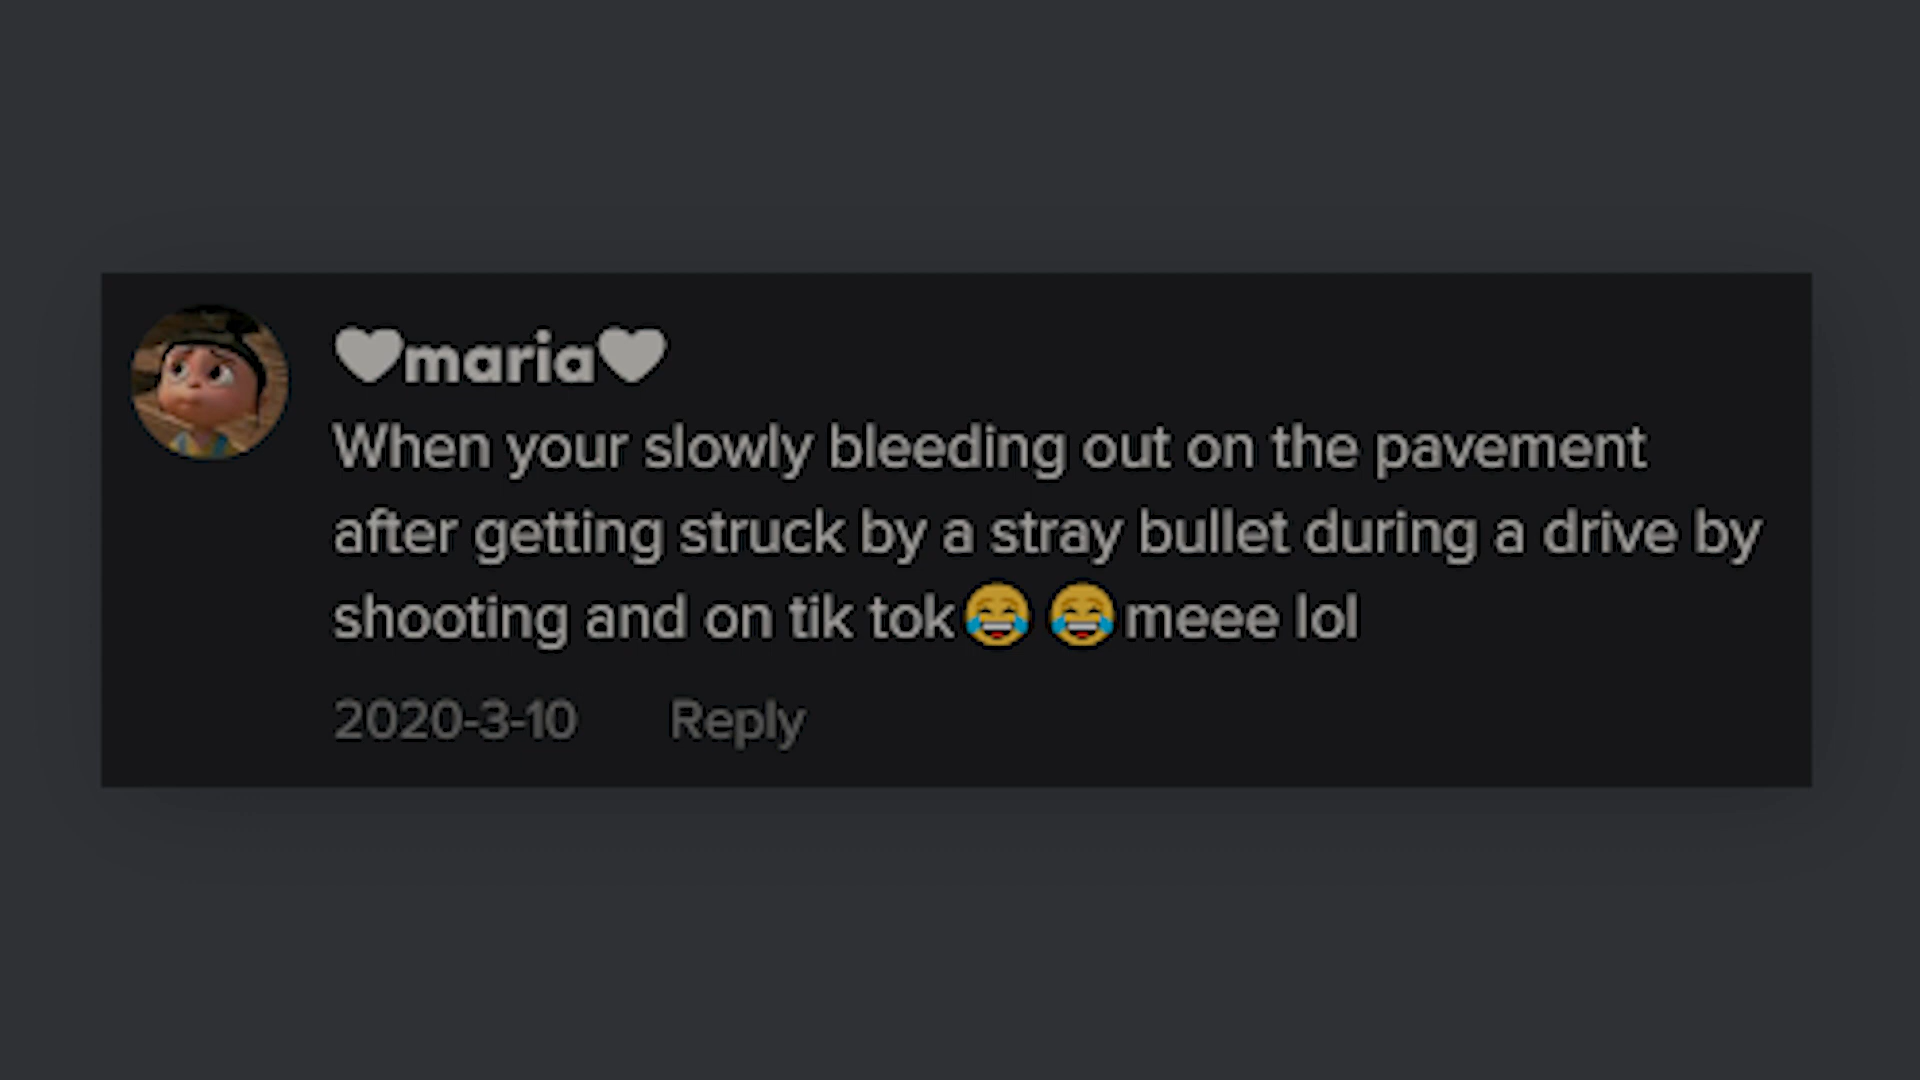 🤍maria🤍
When your slowly bleeding out on the pavement
after getting struck by a stray bullet during a drive by
shooting and on tik tok😂 😂meee lol
2020-3-10 Reply